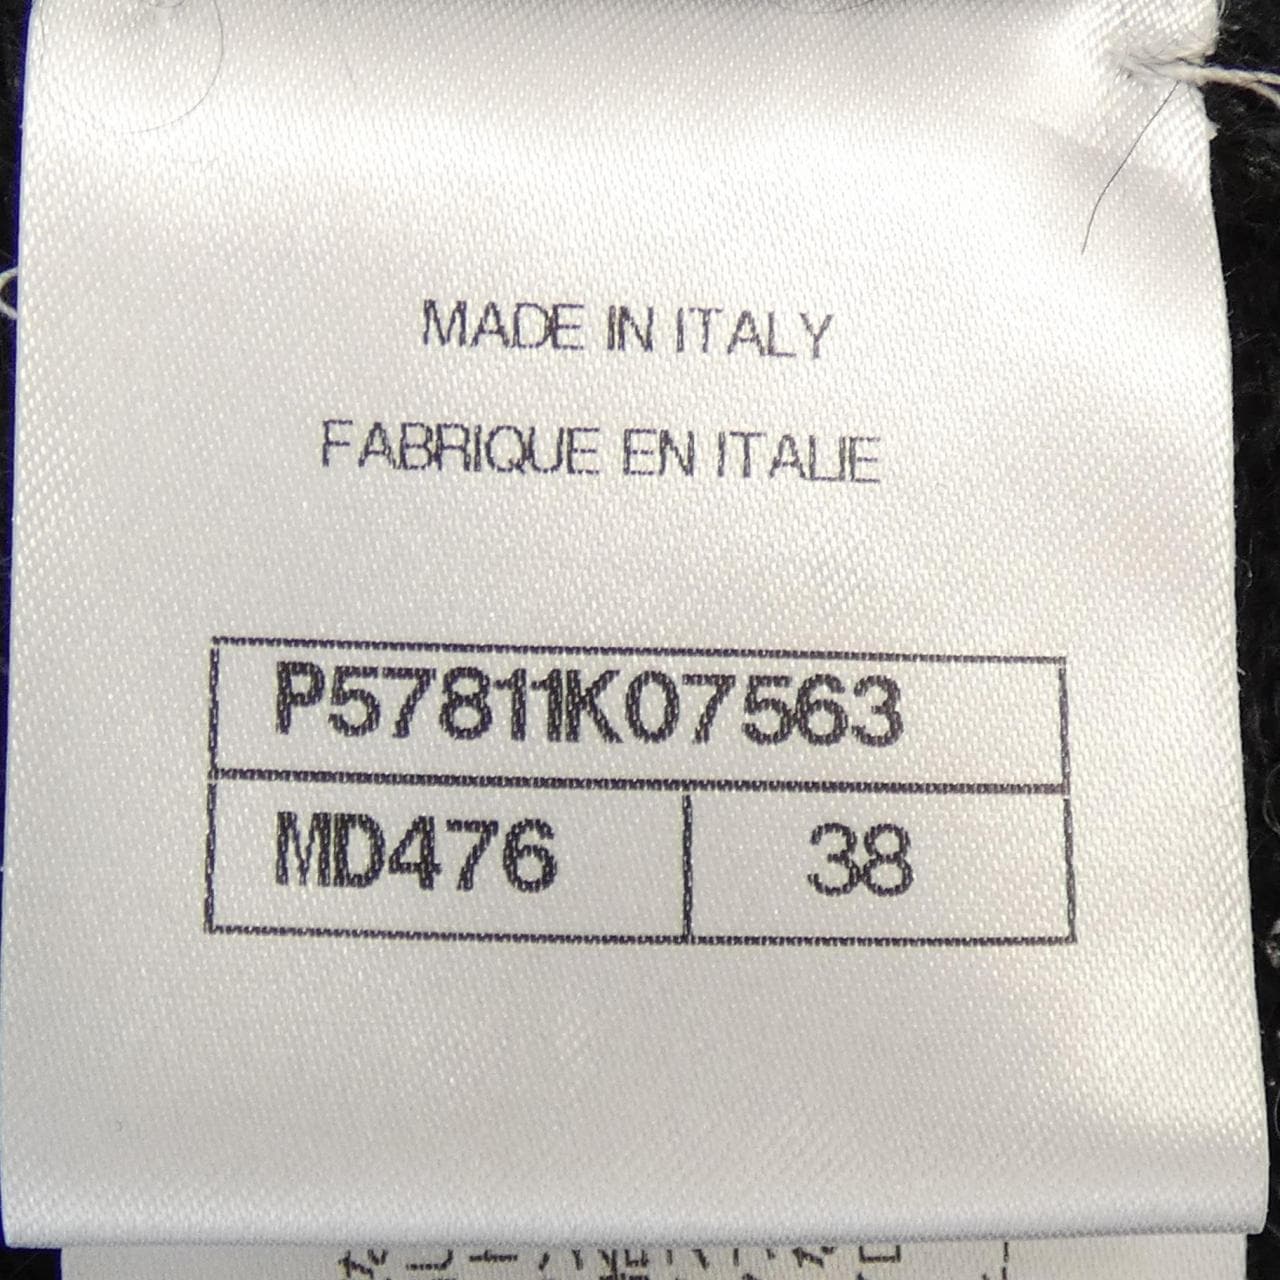 MADE IN ITALY
FABRIQUE EN ITALIE
P57811K07563
MD476 38